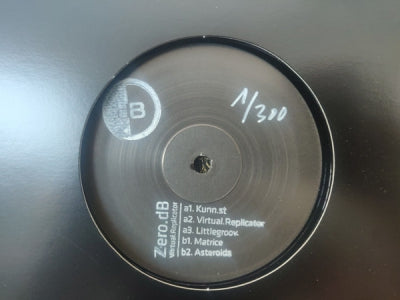 B
1/300
Zero.dB
Virtual.Replicator
a1. Kunn.st
a2. Virtual.Replicator
a3. Littlegroov.
b1. Matrice
b2. Asteroids